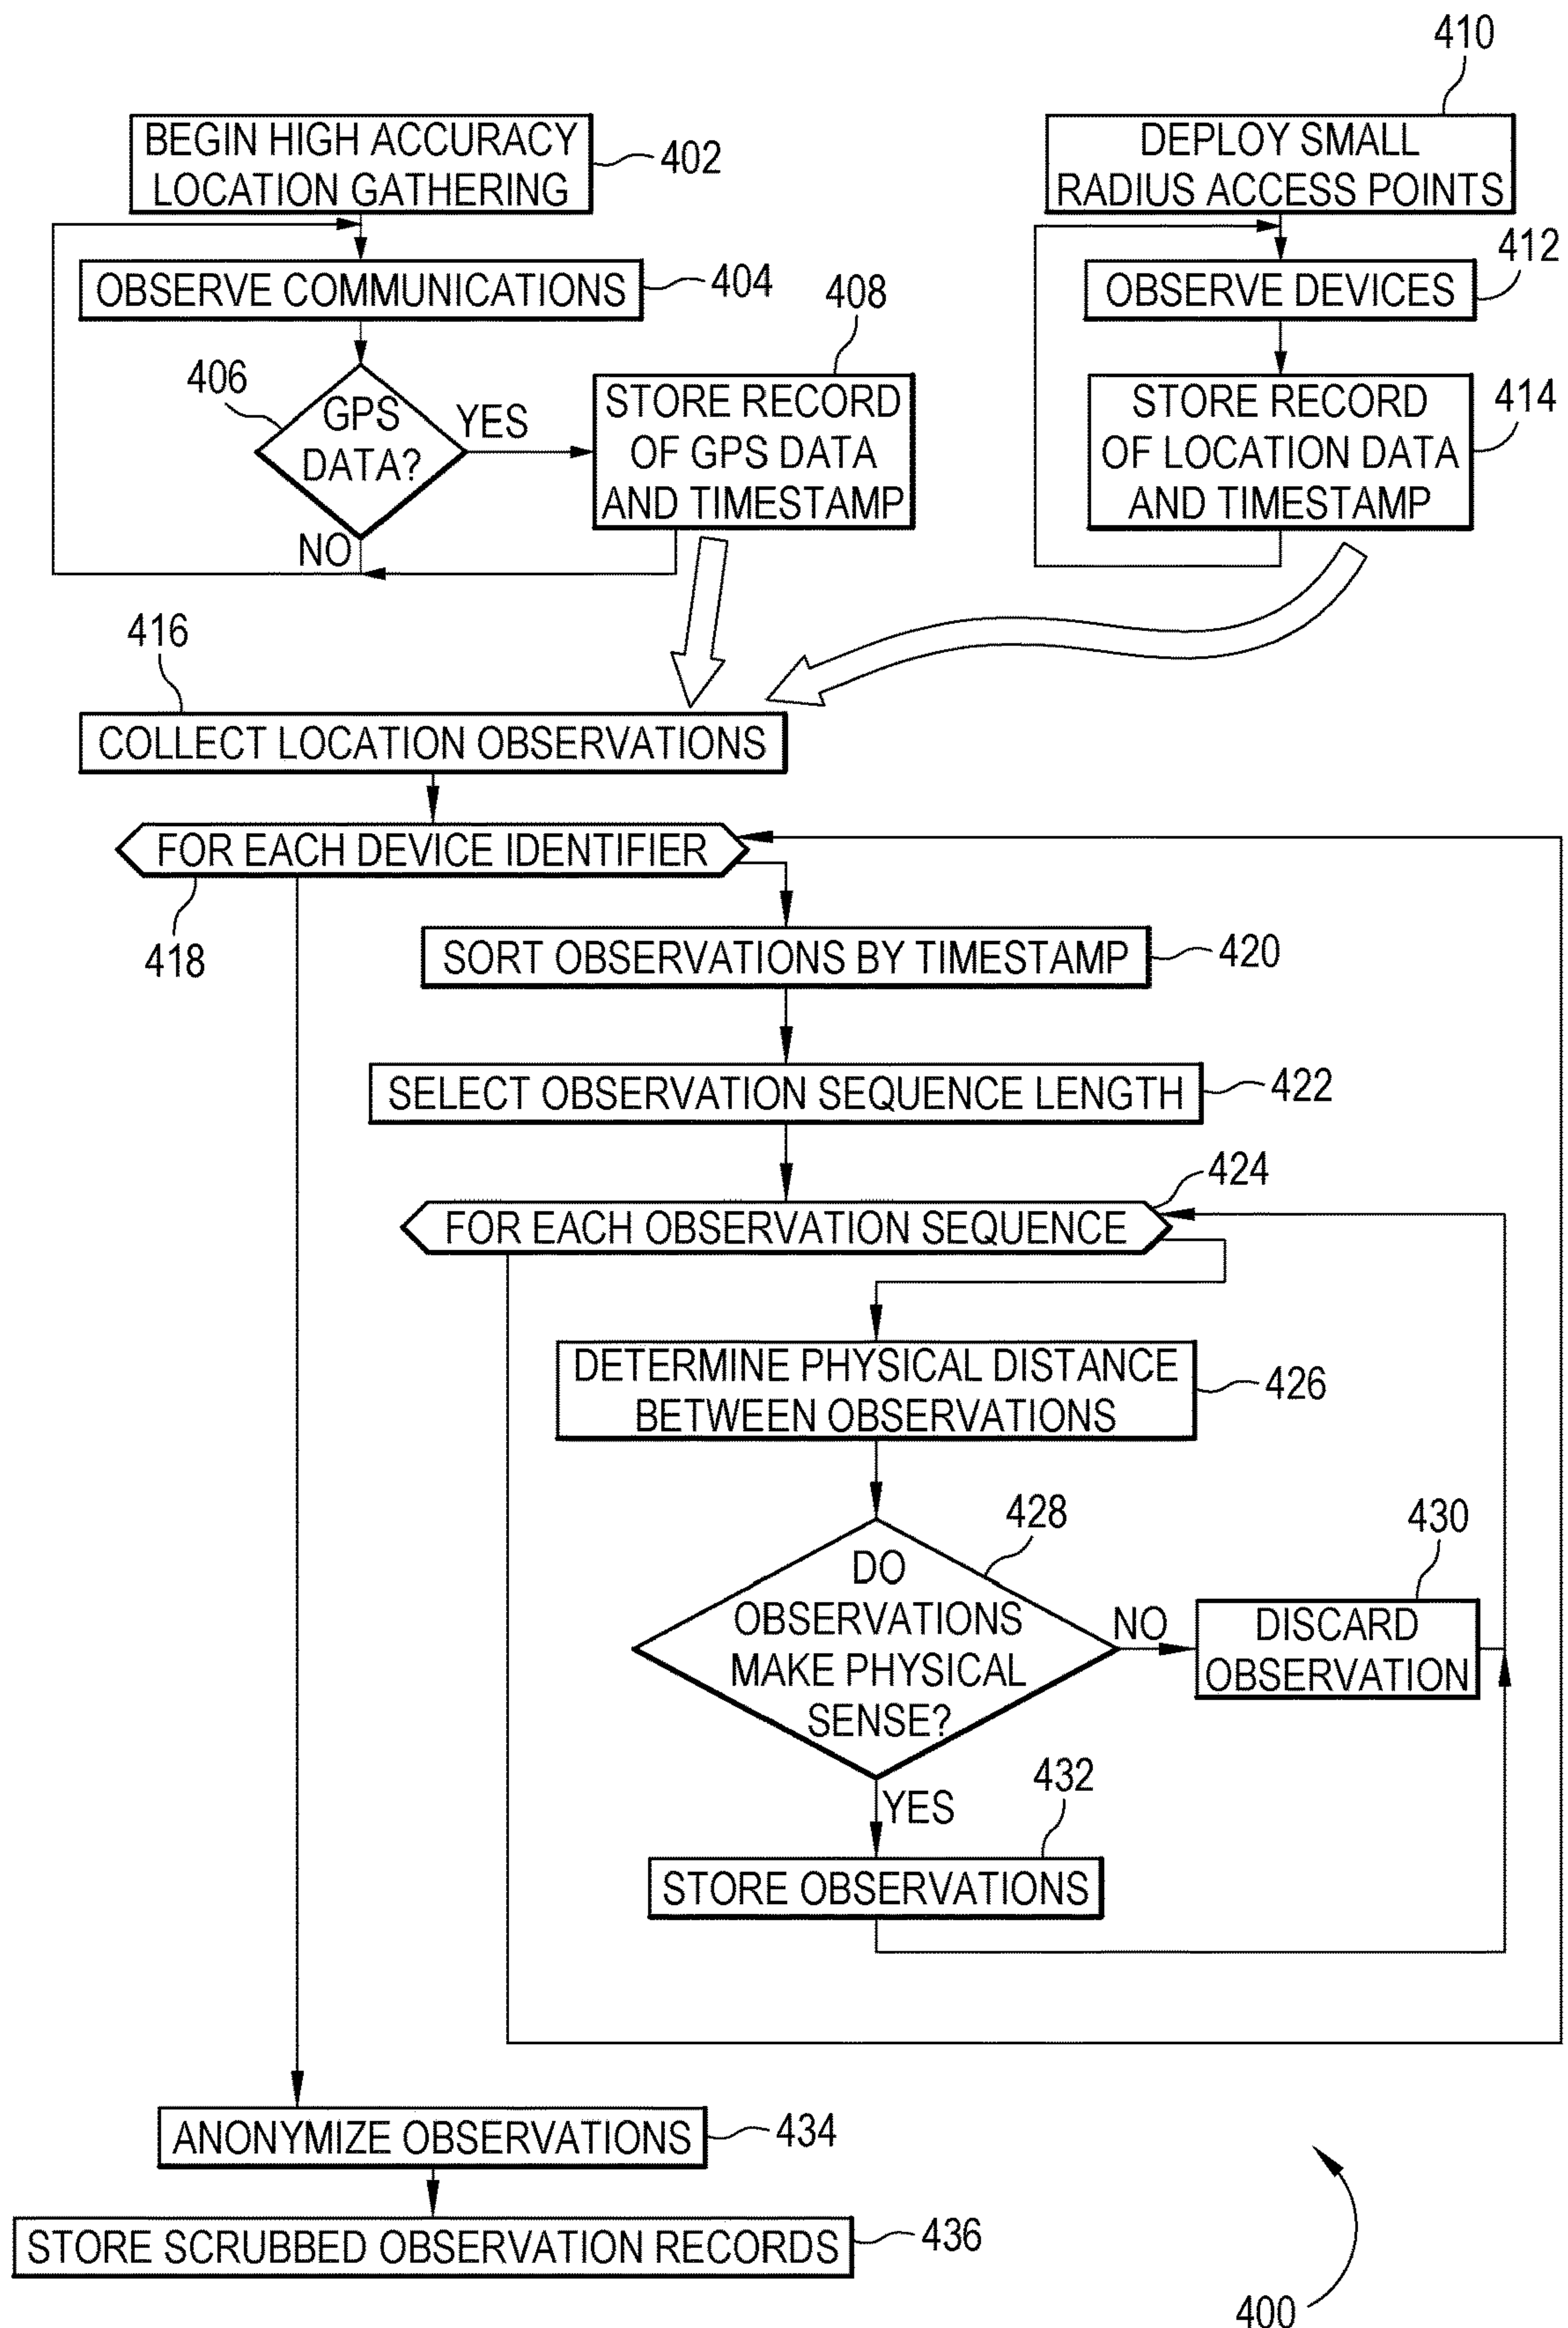 410
BEGIN HIGH ACCURACY
LOCATION GATHERING
402
DEPLOY SMALL
RADIUS ACCESS POINTS
OBSERVE COMMUNICATIONS
404
OBSERVE DEVICES
412
406
GPS
DATA?
YES
NO
408
STORE RECORD
OF GPS DATA
AND TIMESTAMP
STORE RECORD
OF LOCATION DATA
AND TIMESTAMP
414
416
COLLECT LOCATION OBSERVATIONS
FOR EACH DEVICE IDENTIFIER
418
SORT OBSERVATIONS BY TIMESTAMP
420
SELECT OBSERVATION SEQUENCE LENGTH
422
424
FOR EACH OBSERVATION SEQUENCE
DETERMINE PHYSICAL DISTANCE
BETWEEN OBSERVATIONS
426
428
DO
OBSERVATIONS
MAKE PHYSICAL
SENSE?
NO
430
DISCARD
OBSERVATION
YES
432
STORE OBSERVATIONS
ANONYMIZE OBSERVATIONS
434
STORE SCRUBBED OBSERVATION RECORDS
436
400